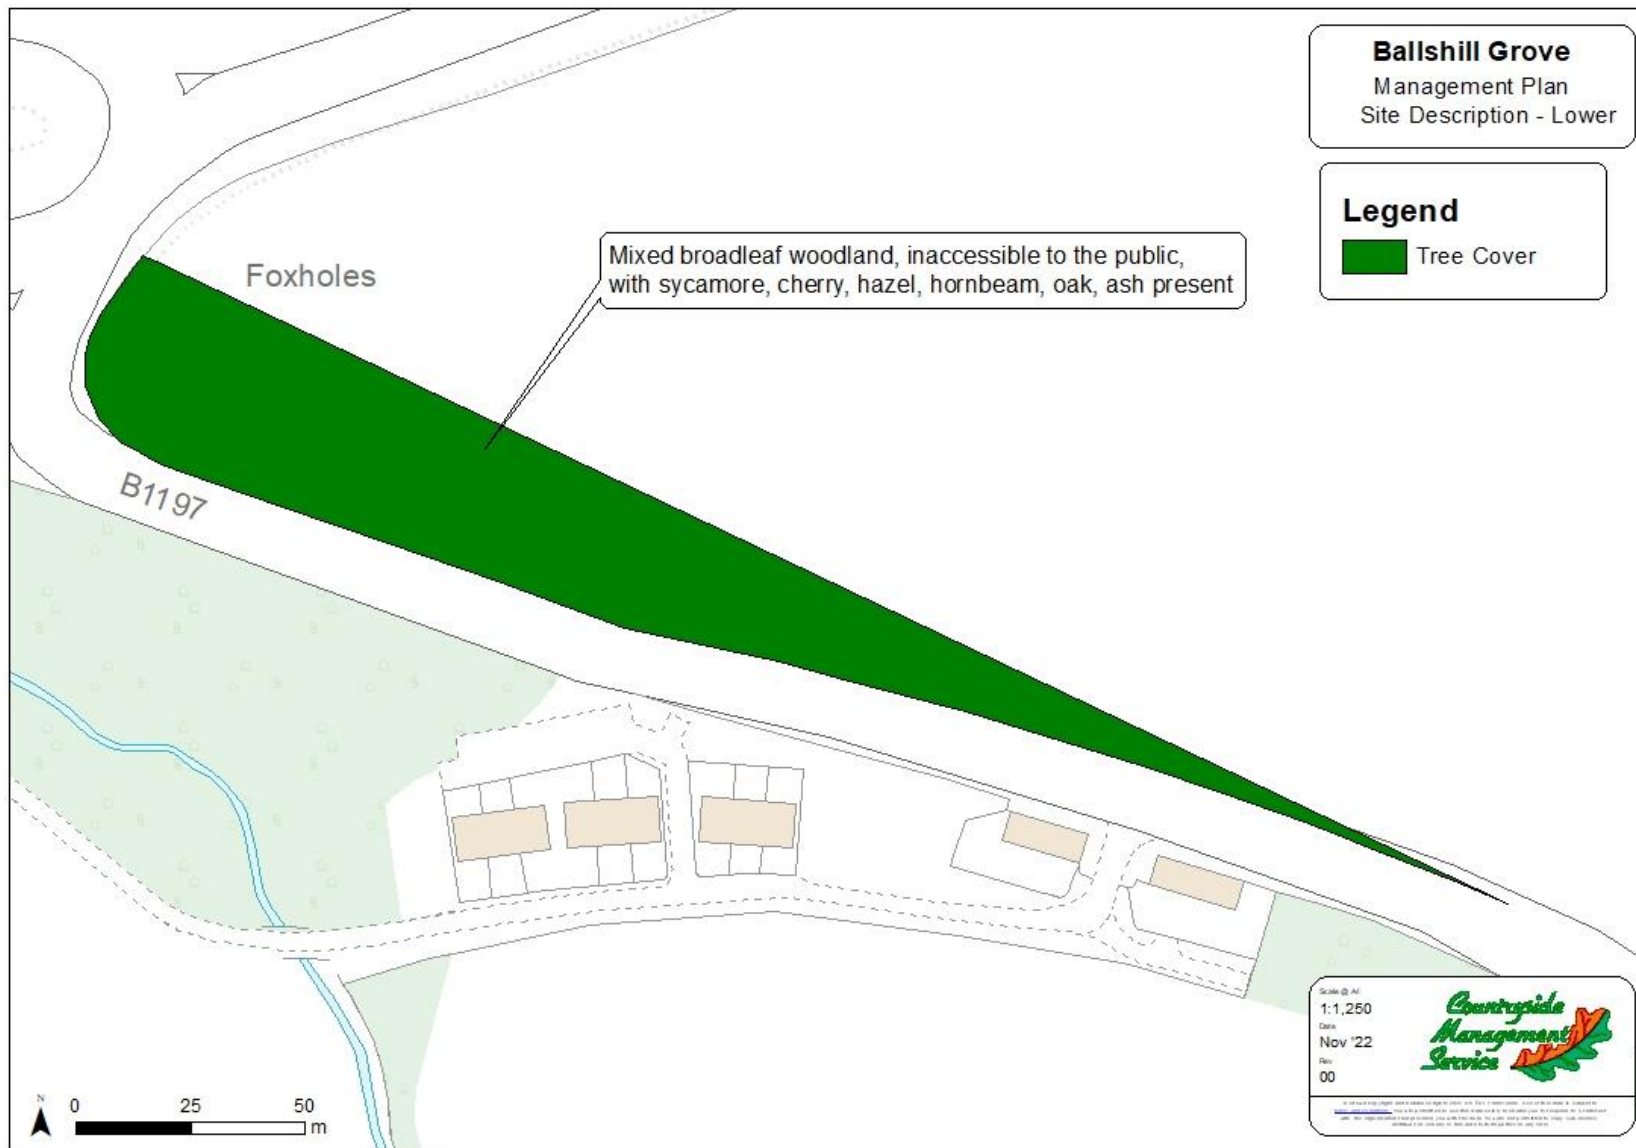 Ballshill Grove
Management Plan
Site Description - Lower
Legend
Tree Cover
Mixed broadleaf woodland, inaccessible to the public,
with sycamore, cherry, hazel, hornbeam, oak, ash present
Foxholes
B1197
Scale @ A4
1:1,250
Date
Nov '22
Rev
00
Countryside
Management
Service
N
0 25 50
m